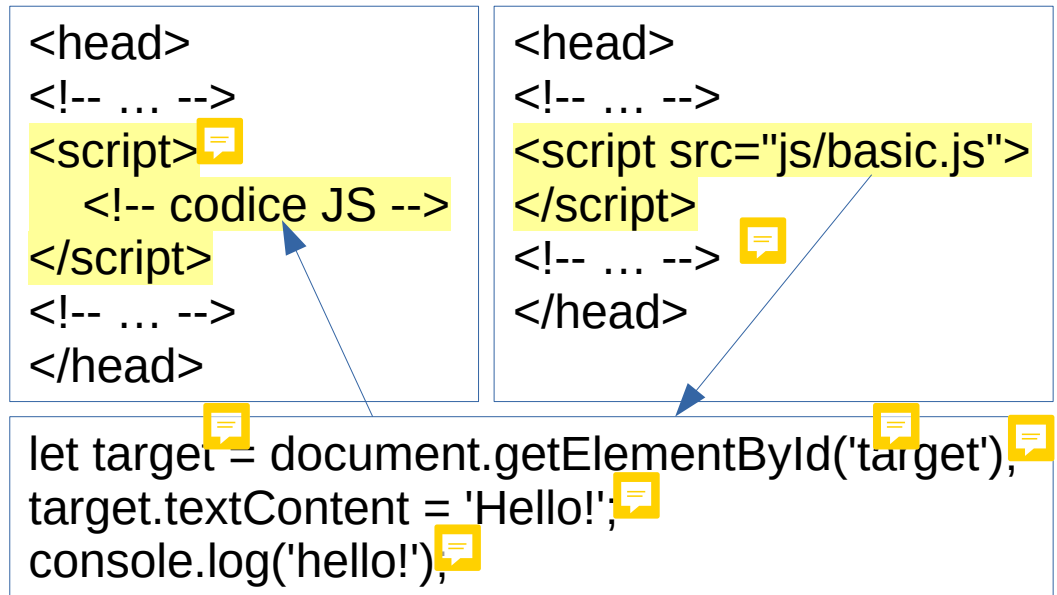 <head>
<!-- … -->
<script>
<!-- codice JS -->
</script>
<!-- … -->
</head>
<head>
<!-- … -->
<script src="js/basic.js">
</script>
<!-- … -->
</head>
let target = document.getElementById('target');
target.textContent = 'Hello!';
console.log('hello!');